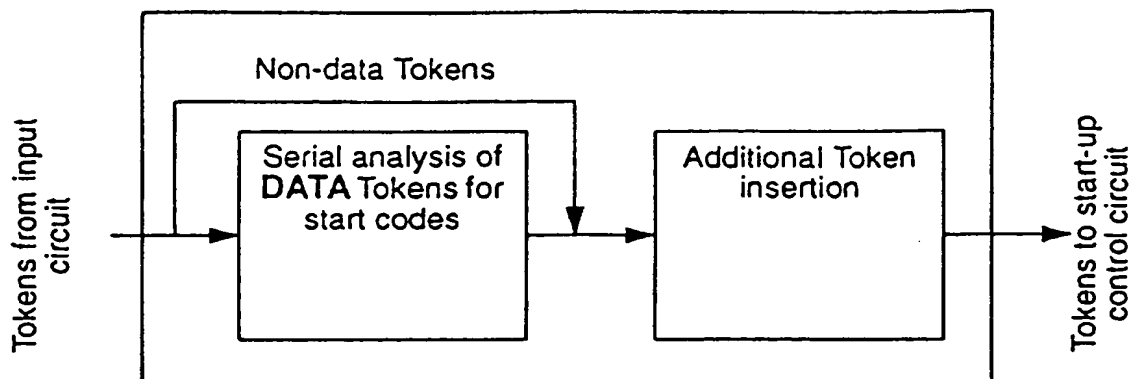 Tokens from input
circuit
Non-data Tokens
Serial analysis of
DATA Tokens for
start codes
Additional Token
insertion
Tokens to start-up
control circuit